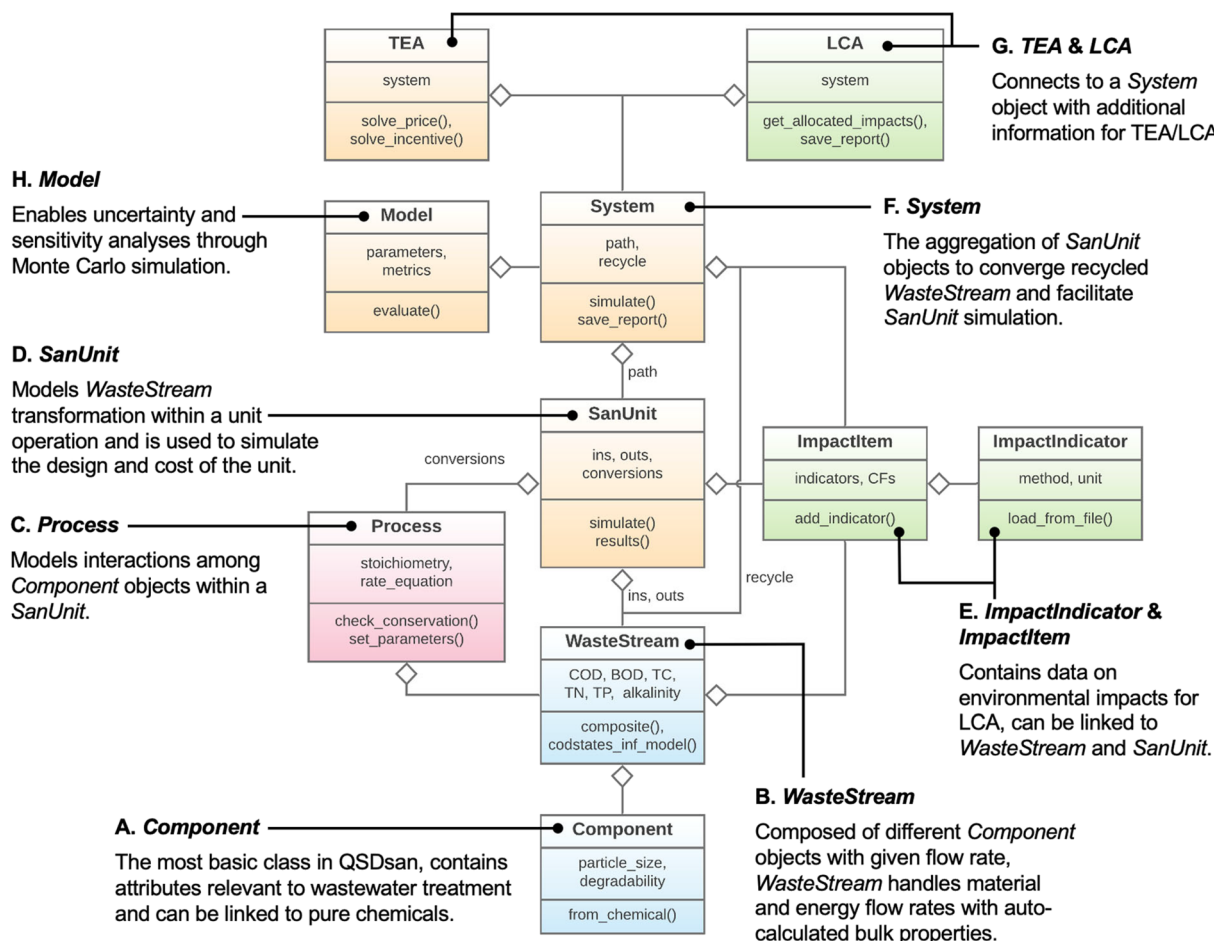 TEA
system
solve_price(),
solve_incentive()
LCA
system
get_allocated_impacts(),
save_report()
G. TEA & LCA
Connects to a System
object with additional
information for TEA/LCA
H. Model
Enables uncertainty and
sensitivity analyses through
Monte Carlo simulation.
Model
parameters,
metrics
evaluate()
System
path,
recycle
simulate()
save_report()
F. System
The aggregation of SanUnit
objects to converge recycled
WasteStream and facilitate
SanUnit simulation.
path
D. SanUnit
Models WasteStream
transformation within a unit
operation and is used to simulate
the design and cost of the unit.
SanUnit
ins, outs,
conversions
simulate()
results()
conversions
ImpactItem
indicators, CFs
add_indicator()
ImpactIndicator
method, unit
load_from_file()
C. Process
Models interactions among
Component objects within a
SanUnit.
Process
stoichiometry,
rate_equation
check_conservation()
set_parameters()
ins, outs
recycle
E. ImpactIndicator &
ImpactItem
Contains data on
environmental impacts for
LCA, can be linked to
WasteStream and SanUnit.
WasteStream
COD, BOD, TC,
TN, TP, alkalinity
composite(),
codstates_inf_model()
B. WasteStream
Composed of different Component
objects with given flow rate,
WasteStream handles material
and energy flow rates with auto-
calculated bulk properties.
A. Component
The most basic class in QSDsan, contains
attributes relevant to wastewater treatment
and can be linked to pure chemicals.
Component
particle_size,
degradability
from_chemical()